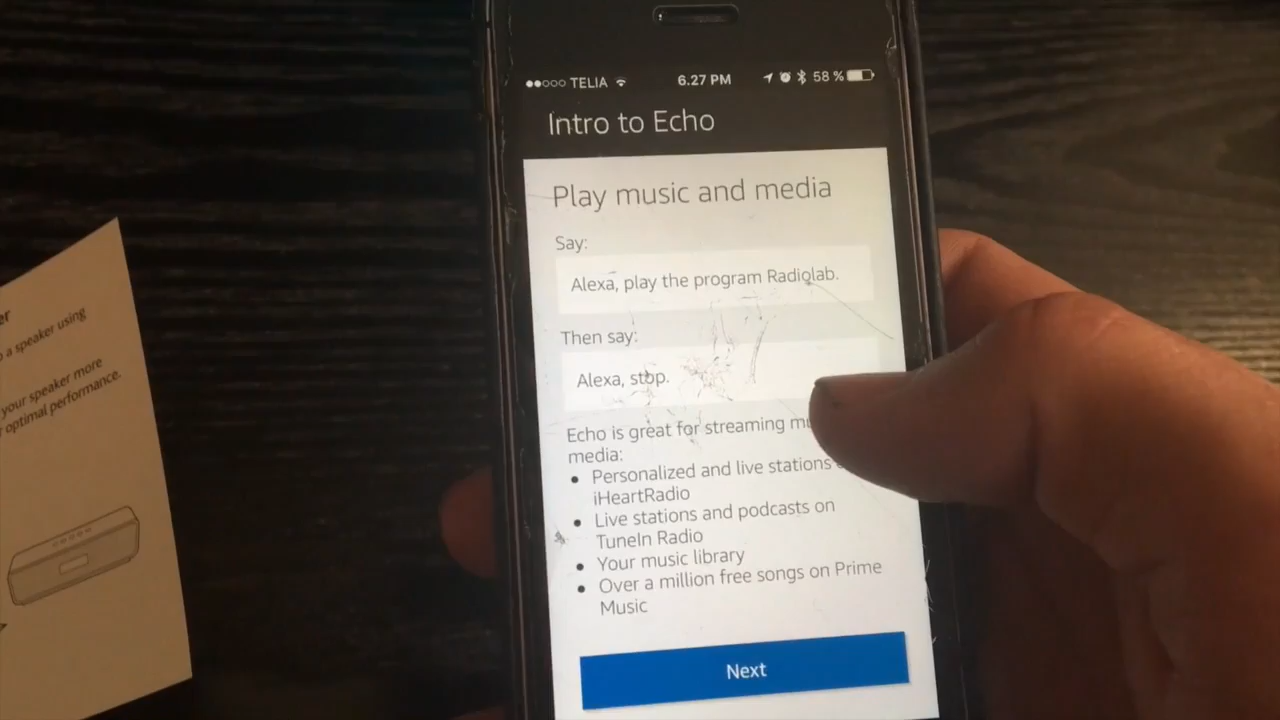 TELIA 6.27 PM 58 %
Intro to Echo
Play music and media
Say:
Alexa, play the program Radiolab.
Then say:
Alexa, stop.
Echo is great for streaming
media:
• Personalized and live stations
iHeartRadio
• Live stations and podcasts on
TuneIn Radio
• Your music library
• Over a million free songs on Prime
Music
Next
a speaker using
your speaker more
optimal performance.